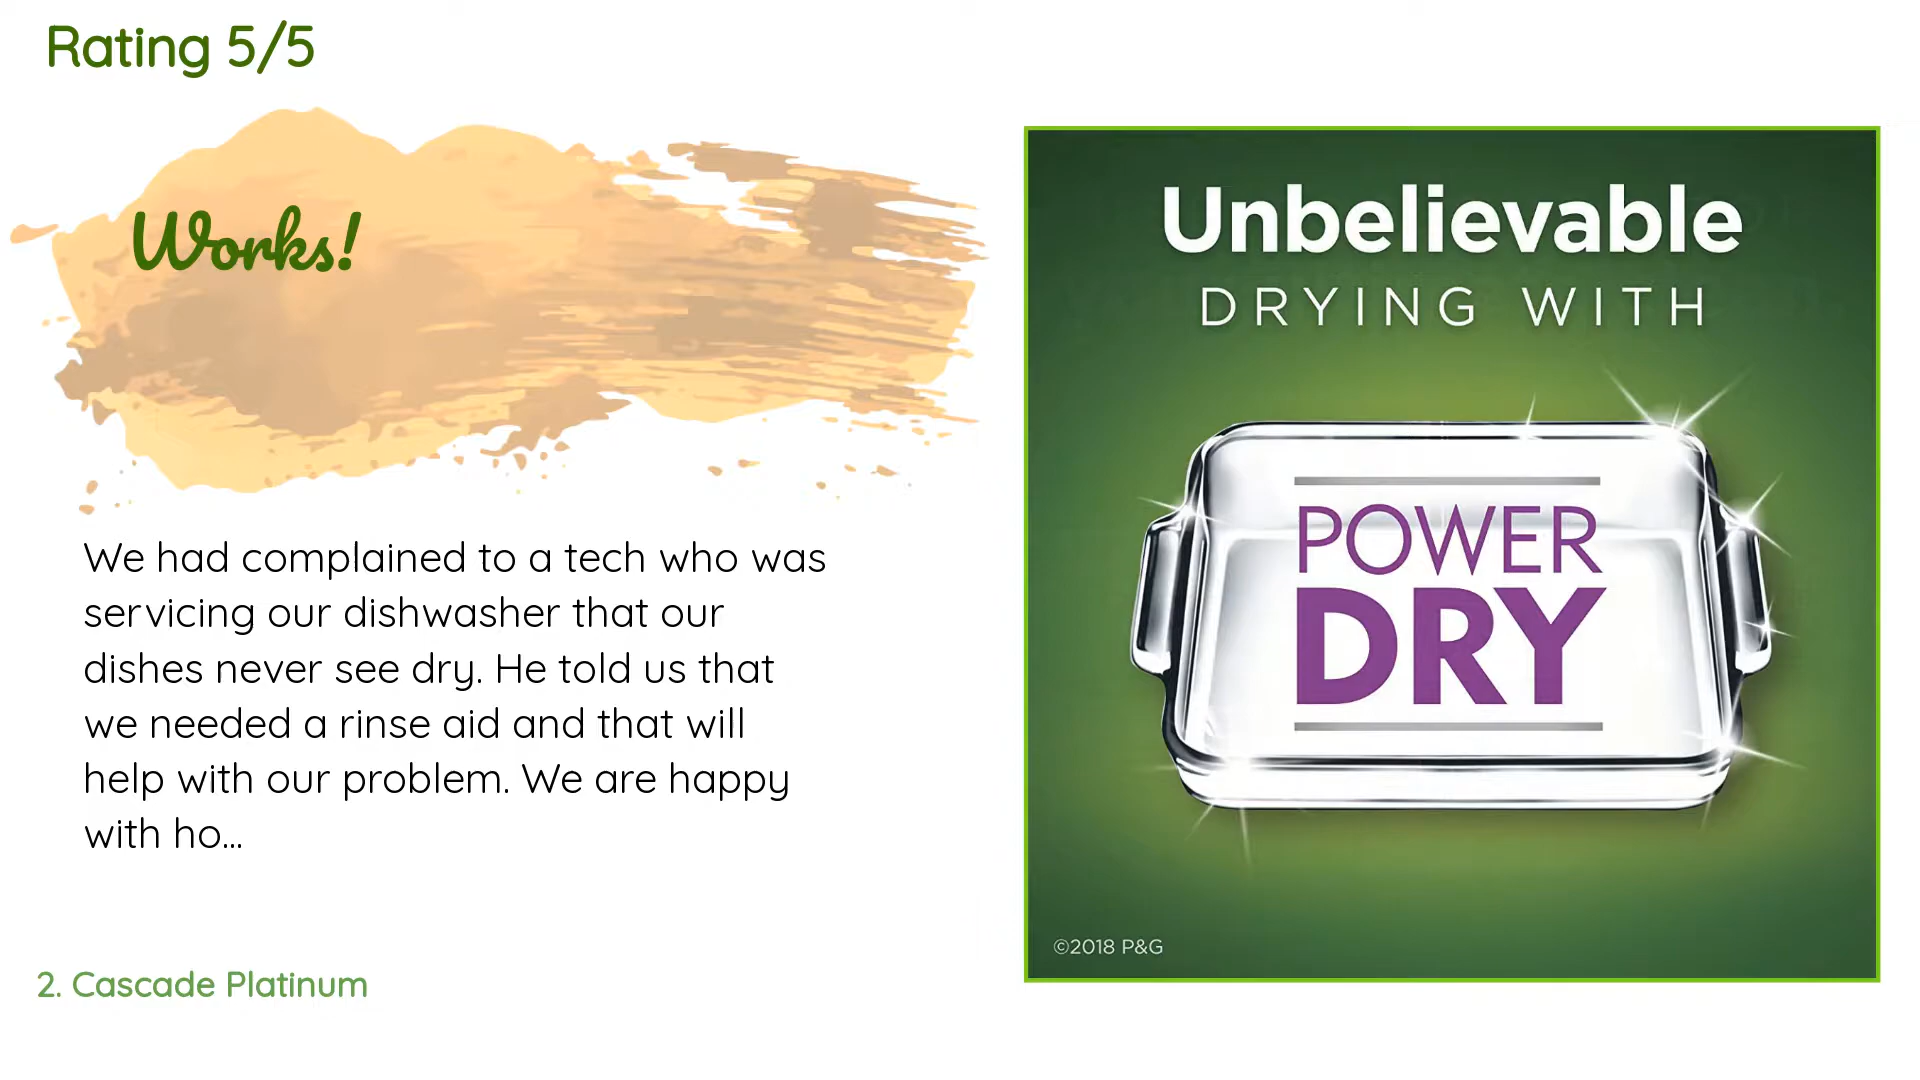 Rating 5/5
Works!
We had complained to a tech who was
servicing our dishwasher that our
dishes never see dry. He told us that
we needed a rinse aid and that will
help with our problem. We are happy
with ho...
2. Cascade Platinum
Unbelievable
DRYING WITH
POWER
DRY
©2018 P&G